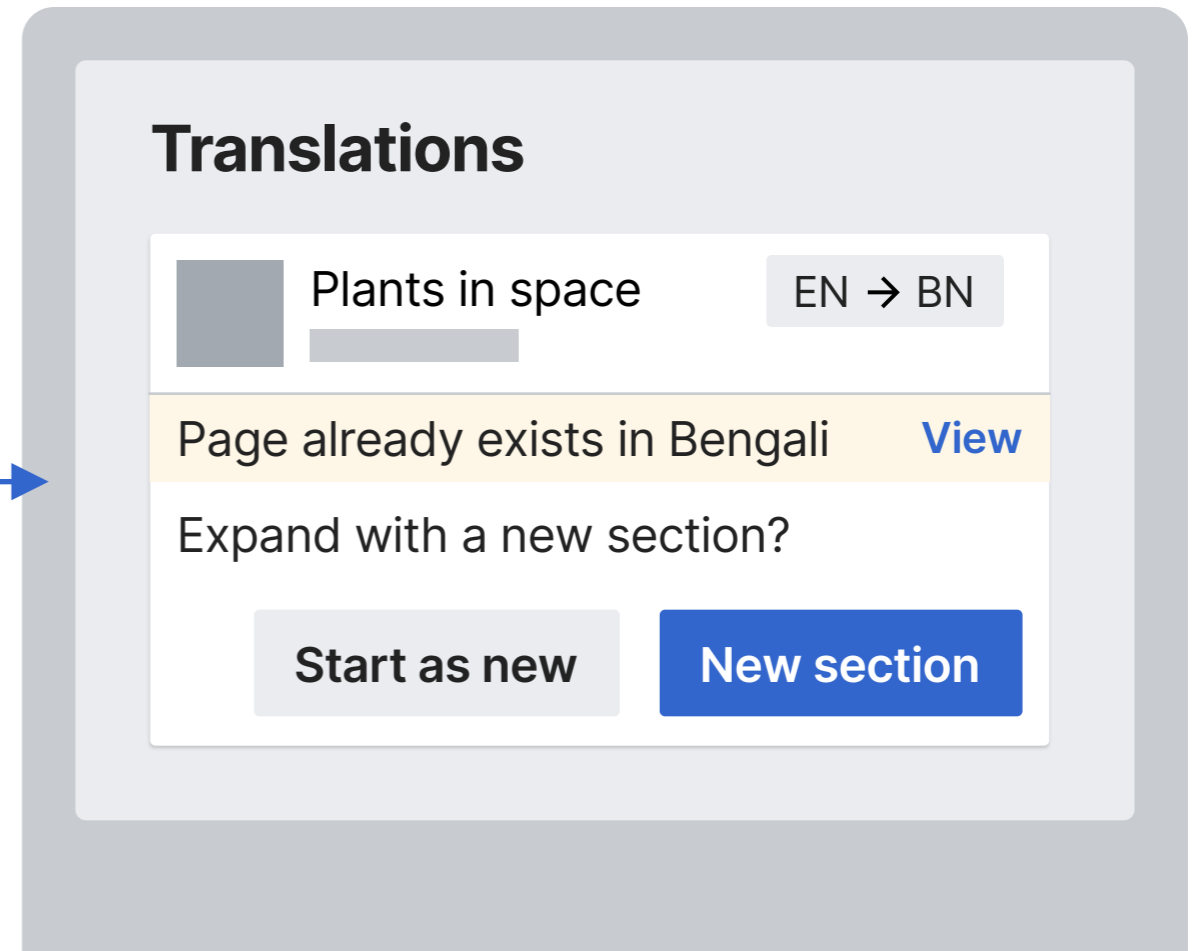 Translations
Plants in space
EN → BN
Page already exists in Bengali
View
Expand with a new section?
Start as new
New section